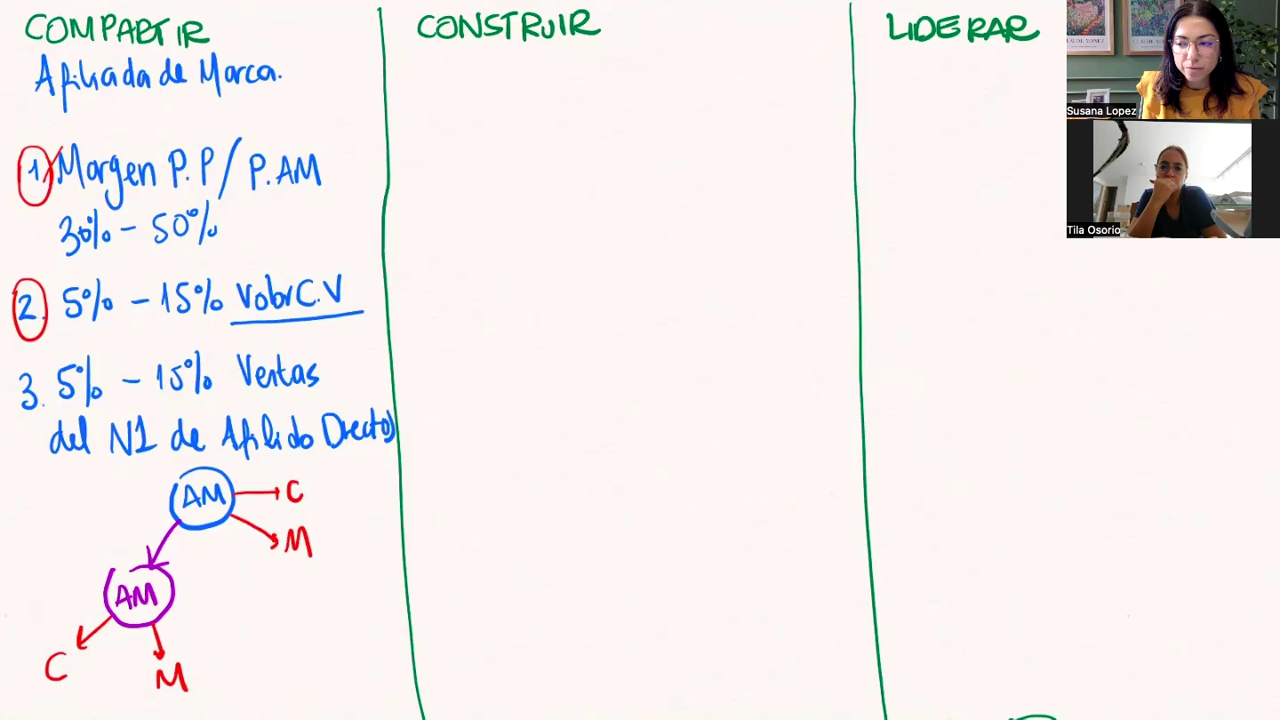 COMPARTIR
Afiliada de Marca.
1. Margen P.P / P.AM
30% - 50%
2. 5% - 15% Valor C.V
3. 5% - 15% Ventas
del N1 de Afiliado Directo)
AM
C
M
AM
C
M
CONSTRUIR
LIDERAR
Susana Lopez
Tila Osorio